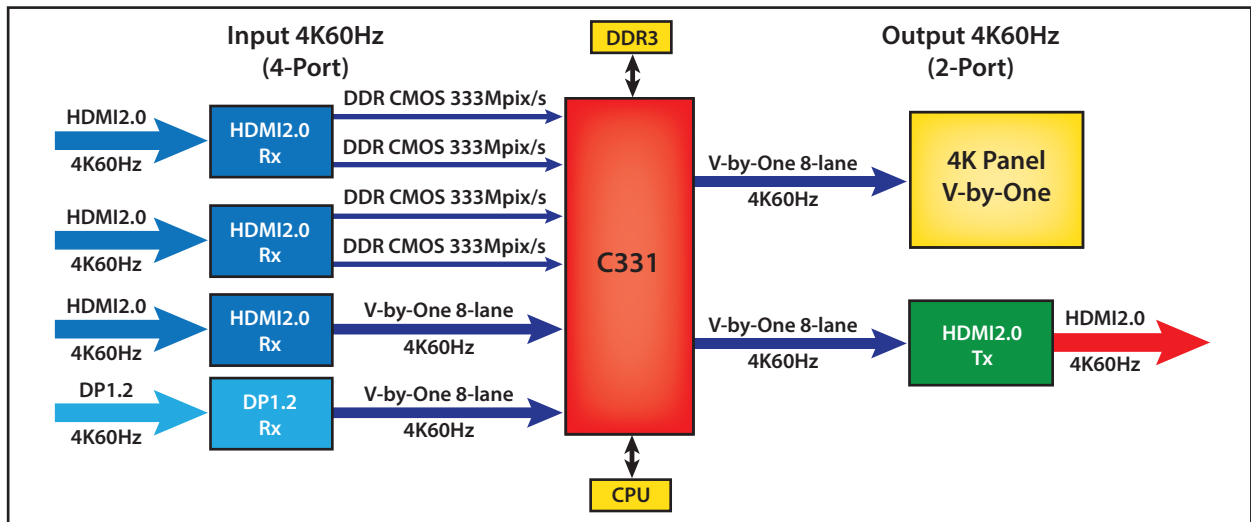 Input 4K60Hz
(4-Port)
DDR3
Output 4K60Hz
(2-Port)
HDMI2.0
4K60Hz
HDMI2.0
Rx
DDR CMOS 333Mpix/s
DDR CMOS 333Mpix/s
HDMI2.0
4K60Hz
HDMI2.0
Rx
DDR CMOS 333Mpix/s
DDR CMOS 333Mpix/s
HDMI2.0
4K60Hz
HDMI2.0
Rx
V-by-One 8-lane
4K60Hz
DP1.2
4K60Hz
DP1.2
Rx
V-by-One 8-lane
4K60Hz
C331
CPU
V-by-One 8-lane
4K60Hz
4K Panel
V-by-One
V-by-One 8-lane
4K60Hz
HDMI2.0
Tx
HDMI2.0
4K60Hz